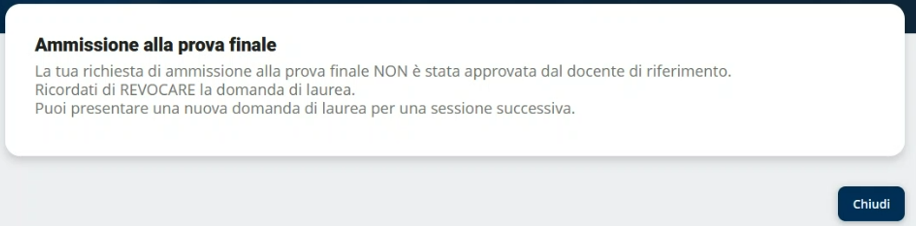 Ammissione alla prova finale
La tua richiesta di ammissione alla prova finale NON è stata approvata dal docente di riferimento.
Ricordati di REVOCARE la domanda di laurea.
Puoi presentare una nuova domanda di laurea per una sessione successiva.
Chiudi